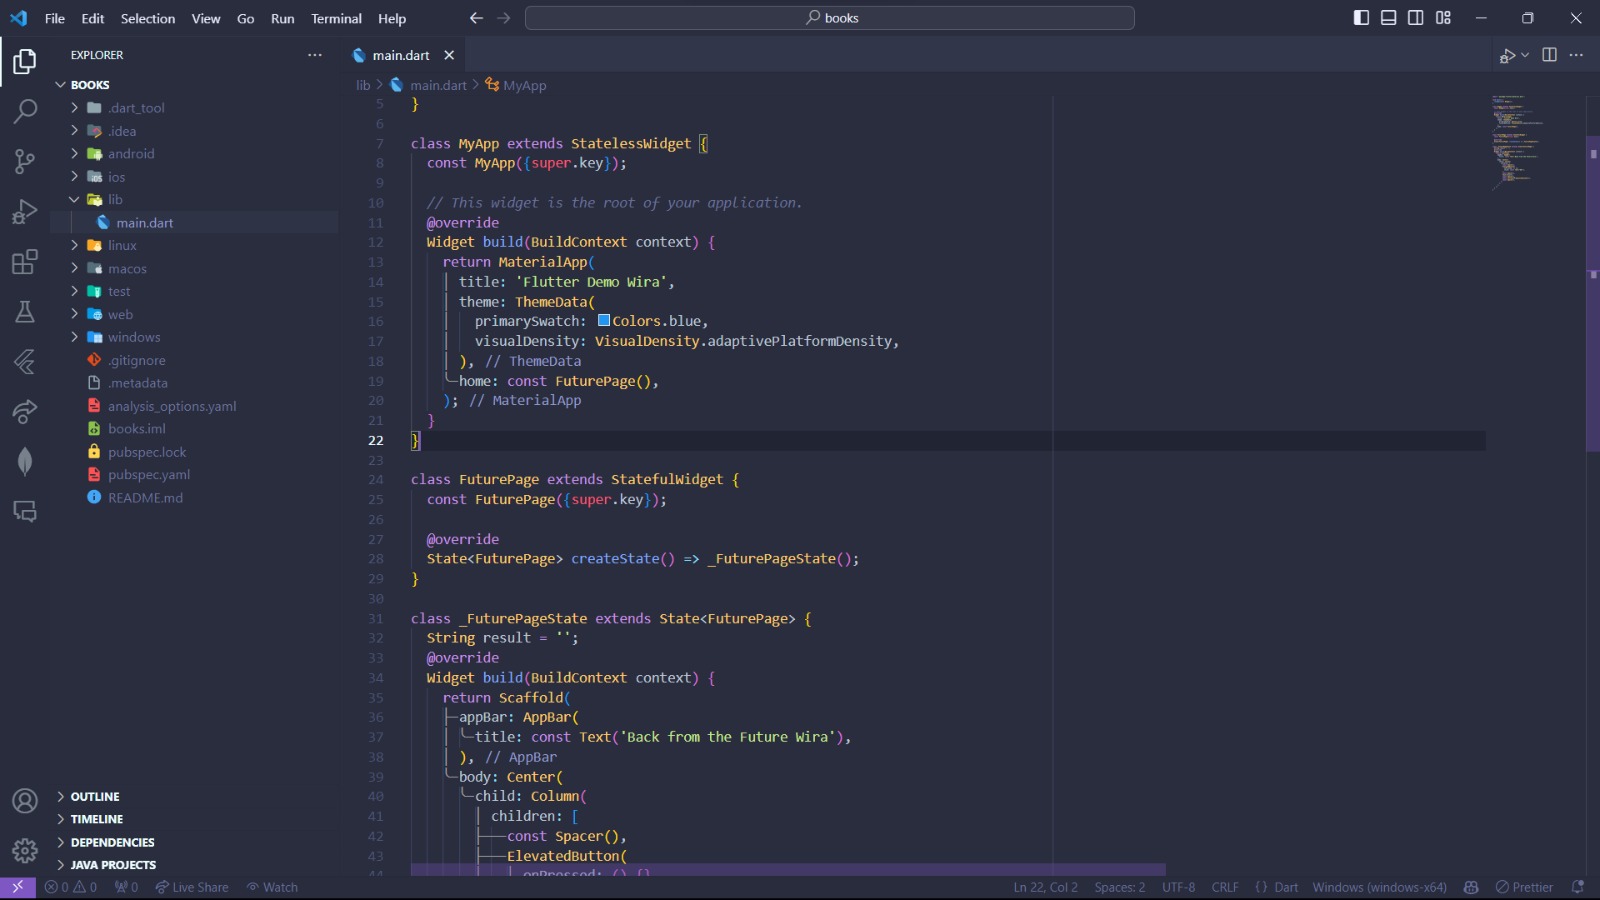 File Edit Selection View Go Run Terminal Help
books
EXPLORER
main.dart
BOOKS
.dart_tool
.idea
android
ios
lib
main.dart
linux
macos
test
web
windows
.gitignore
.metadata
analysis_options.yaml
books.iml
pubspec.lock
pubspec.yaml
README.md
OUTLINE
TIMELINE
DEPENDENCIES
JAVA PROJECTS
lib > main.dart > MyApp
5 }
6
7 class MyApp extends StatelessWidget {
8 const MyApp({super.key});
9
10 // This widget is the root of your application.
11 @override
12 Widget build(BuildContext context) {
13 return MaterialApp(
14 title: 'Flutter Demo Wira',
15 theme: ThemeData(
16 primarySwatch: Colors.blue,
17 visualDensity: VisualDensity.adaptivePlatformDensity,
18 ), // ThemeData
19 home: const FuturePage(),
20 ); // MaterialApp
21 }
22 }
23
24 class FuturePage extends StatefulWidget {
25 const FuturePage({super.key});
26
27 @override
28 State<FuturePage> createState() => _FuturePageState();
29 }
30
31 class _FuturePageState extends State<FuturePage> {
32 String result = '';
33 @override
34 Widget build(BuildContext context) {
35 return Scaffold(
36 appBar: AppBar(
37 title: const Text('Back from the Future Wira'),
38 ), // AppBar
39 body: Center(
40 child: Column(
41 children: [
42 const Spacer(),
43 ElevatedButton(
44 onPressed: () {}
0 0 0 Live Share Watch
Ln 22, Col 2 Spaces: 2 UTF-8 CRLF {} Dart Windows (windows-x64) Prettier